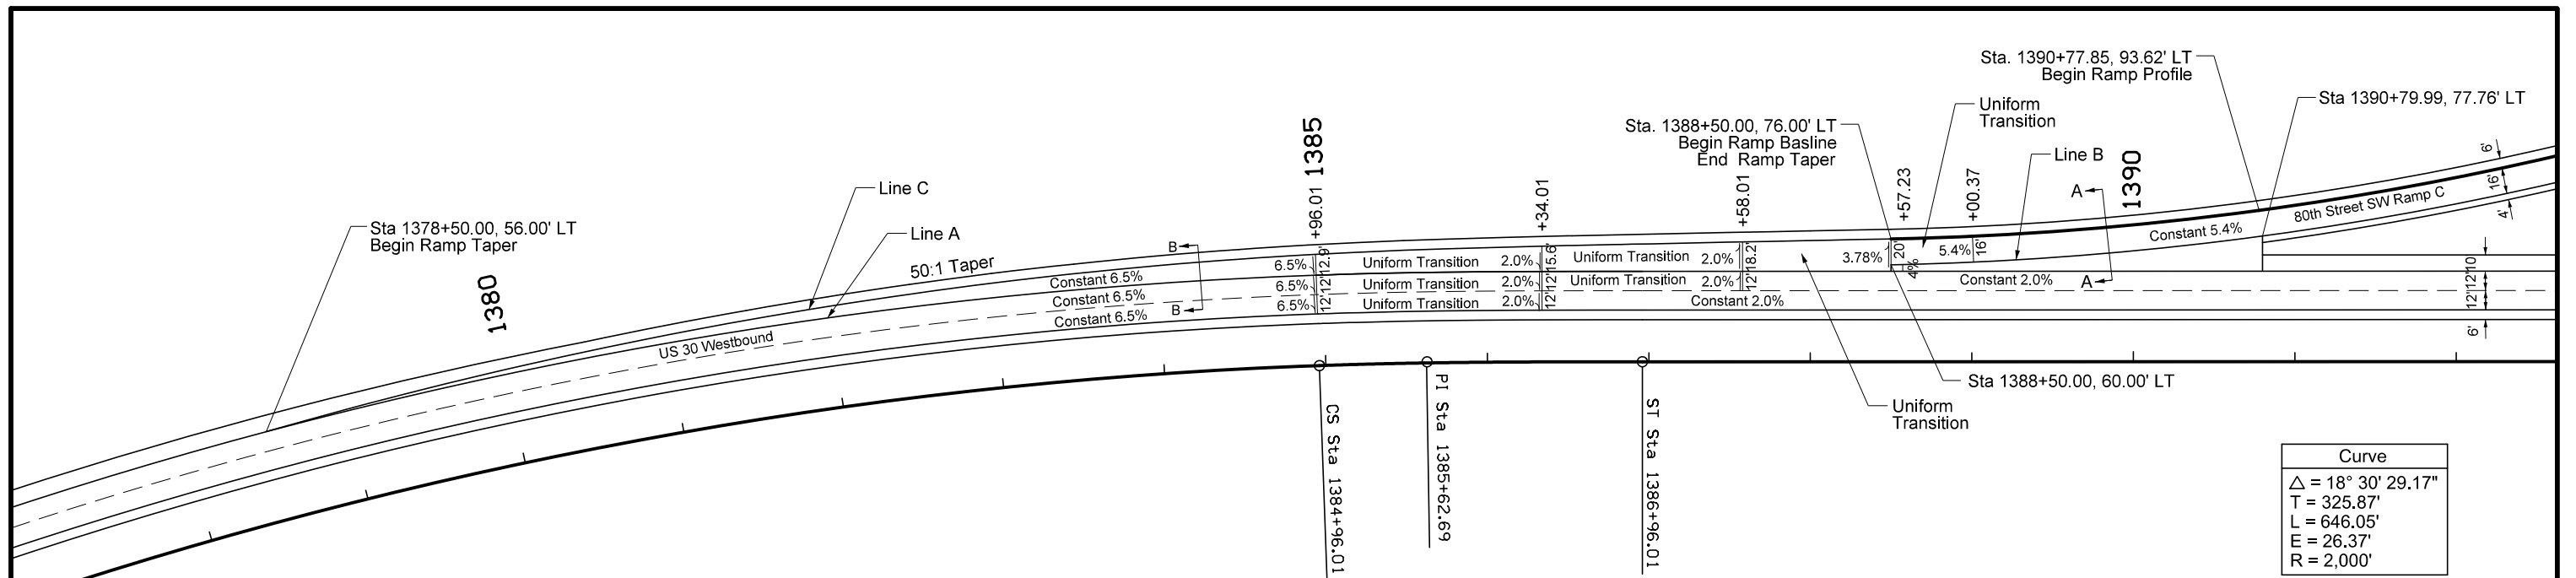 Sta. 1390+77.85, 93.62' LT
Begin Ramp Profile
Sta 1390+79.99, 77.76' LT
Uniform
Transition
Sta. 1388+50.00, 76.00' LT
Begin Ramp Basline
End Ramp Taper
1385
+96.01
+34.01
+58.01
+57.23
+00.37
1390
Line B
A
A
6'
16'
4'
80th Street SW Ramp C
Constant 5.4%
Line C
Sta 1378+50.00, 56.00' LT
Begin Ramp Taper
Line A
50:1 Taper
1380
B
B
Constant 6.5%
Constant 6.5%
Constant 6.5%
US 30 Westbound
6.5%
6.5%
6.5%
12.9'
12'
12'
Uniform Transition
Uniform Transition
Uniform Transition
2.0%
2.0%
2.0%
15.6'
12'
12'
Uniform Transition
Uniform Transition
2.0%
2.0%
18.2'
12'
Constant 2.0%
3.78%
20'
4%
5.4%
16'
Constant 2.0%
10
12'
12'
6'
Sta 1388+50.00, 60.00' LT
Uniform
Transition
CS Sta 1384+96.01
PI Sta 1385+62.69
ST Sta 1386+96.01
Curve
△ = 18° 30' 29.17"
T = 325.87'
L = 646.05'
E = 26.37'
R = 2,000'